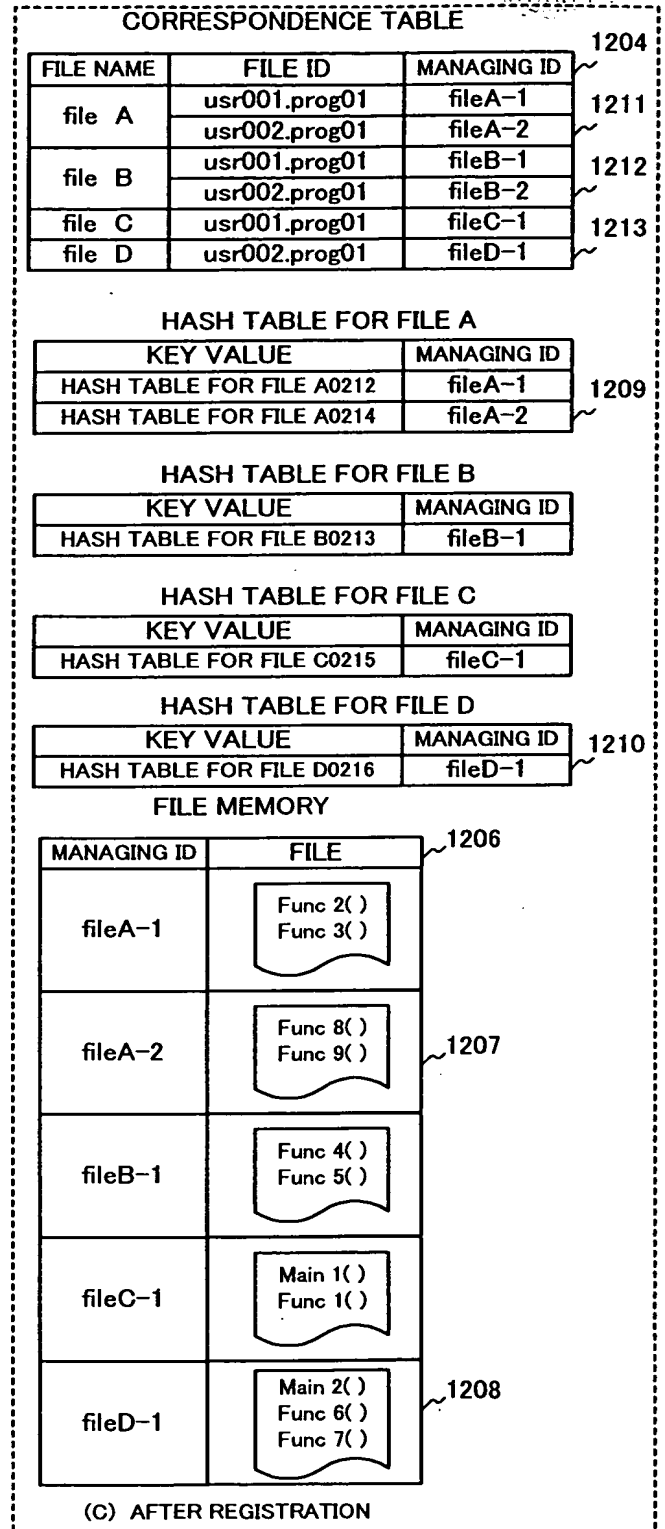 CORRESPONDENCE TABLE
1204
FILE NAME FILE ID MANAGING ID
file A usr001.prog01 fileA-1
usr002.prog01 fileA-2 1211
file B usr001.prog01 fileB-1
usr002.prog01 fileB-2 1212
file C usr001.prog01 fileC-1
file D usr002.prog01 fileD-1 1213
HASH TABLE FOR FILE A
KEY VALUE MANAGING ID
HASH TABLE FOR FILE A0212 fileA-1
HASH TABLE FOR FILE A0214 fileA-2 1209
HASH TABLE FOR FILE B
KEY VALUE MANAGING ID
HASH TABLE FOR FILE B0213 fileB-1
HASH TABLE FOR FILE C
KEY VALUE MANAGING ID
HASH TABLE FOR FILE C0215 fileC-1
HASH TABLE FOR FILE D
KEY VALUE MANAGING ID
HASH TABLE FOR FILE D0216 fileD-1 1210
FILE MEMORY
MANAGING ID FILE 1206
fileA-1
Func 2( )
Func 3( )
fileA-2
Func 8( )
Func 9( )
1207
fileB-1
Func 4( )
Func 5( )
fileC-1
Main 1( )
Func 1( )
fileD-1
Main 2( )
Func 6( )
Func 7( )
1208
(C) AFTER REGISTRATION